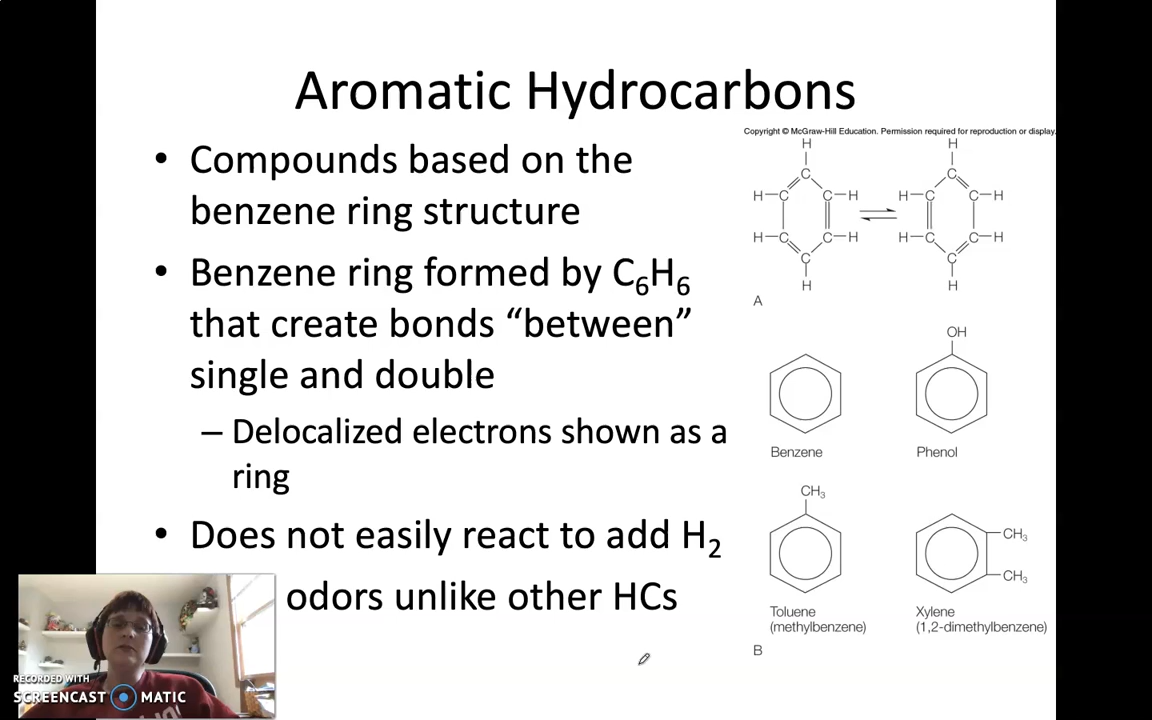 Aromatic Hydrocarbons
Copyright © McGraw-Hill Education. Permission required for reproduction or display.
• Compounds based on the
benzene ring structure
• Benzene ring formed by C₆H₆
that create bonds “between”
single and double
– Delocalized electrons shown as a
ring
• Does not easily react to add H₂
odors unlike other HCs
H H
C C
H–C C–H H–C C–H
H–C C–H H–C C–H
C C
H H
A
OH
Benzene Phenol
CH₃
CH₃
CH₃
Toluene Xylene
(methylbenzene) (1,2-dimethylbenzene)
B
RECORDED WITH
SCREENCAST MATIC